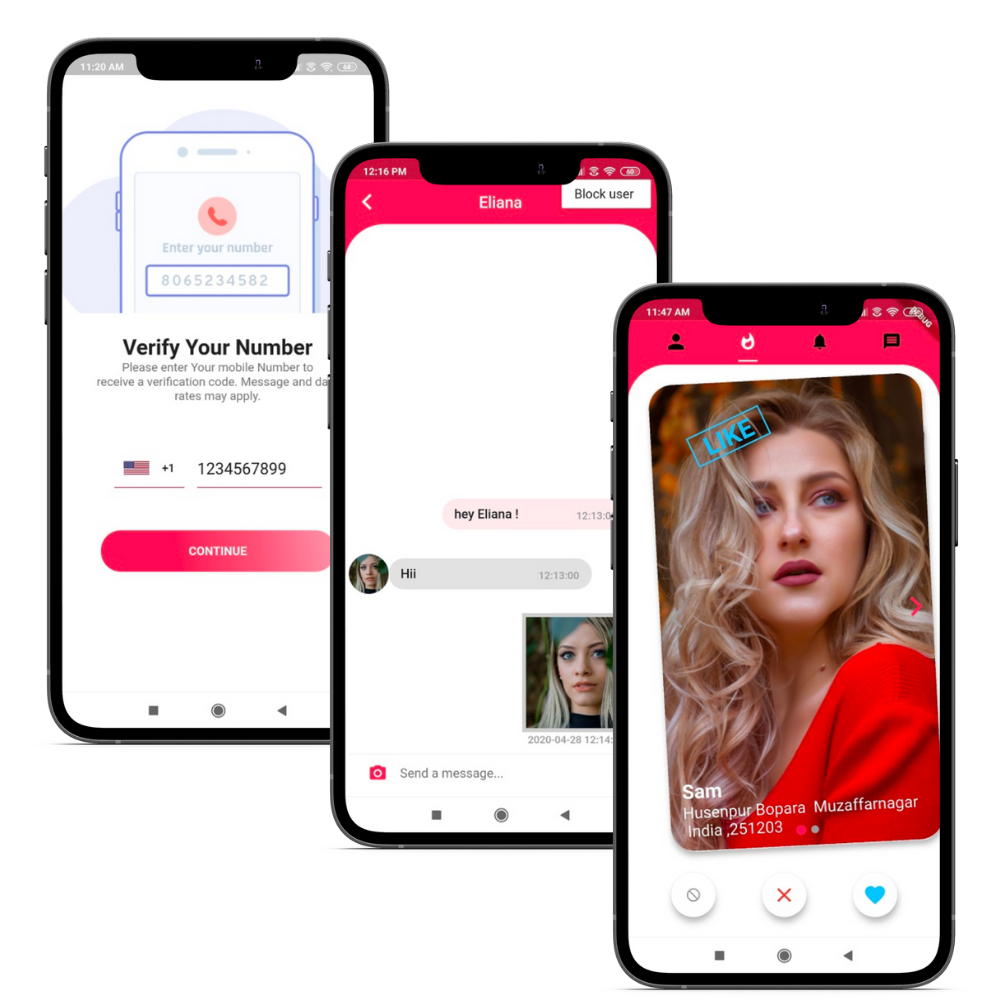 11:20 AM
68
Enter your number
8065234582
Verify Your Number
Please enter Your mobile Number to
receive a verification code. Message and da
rates may apply.
+1 1234567899
CONTINUE
12:16 PM
60
Eliana
Block user
hey Eliana !
12:13:0
Hii
12:13:00
2020-04-28 12:14:
Send a message...
11:47 AM
LIKE
Sam
Husenpur Bopara Muzaffarnagar
India ,251203